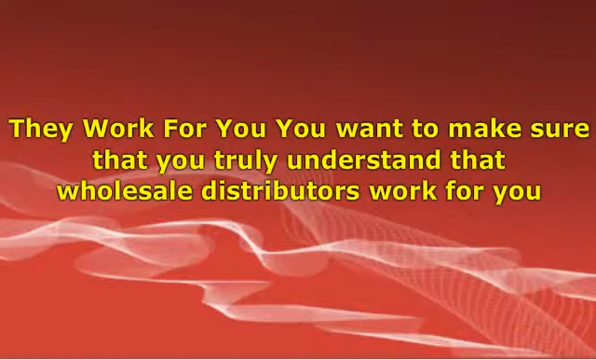 They Work For You You want to make sure
that you truly understand that
wholesale distributors work for you